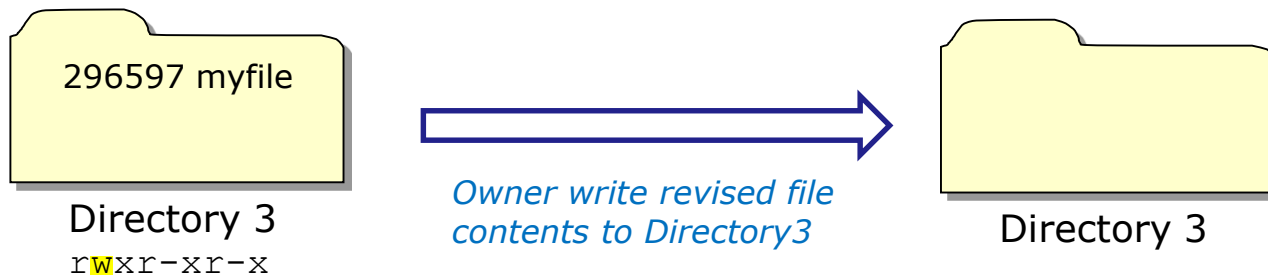 296597 myfile
Directory 3
rwxr-xr-x
Owner write revised file
contents to Directory3
Directory 3